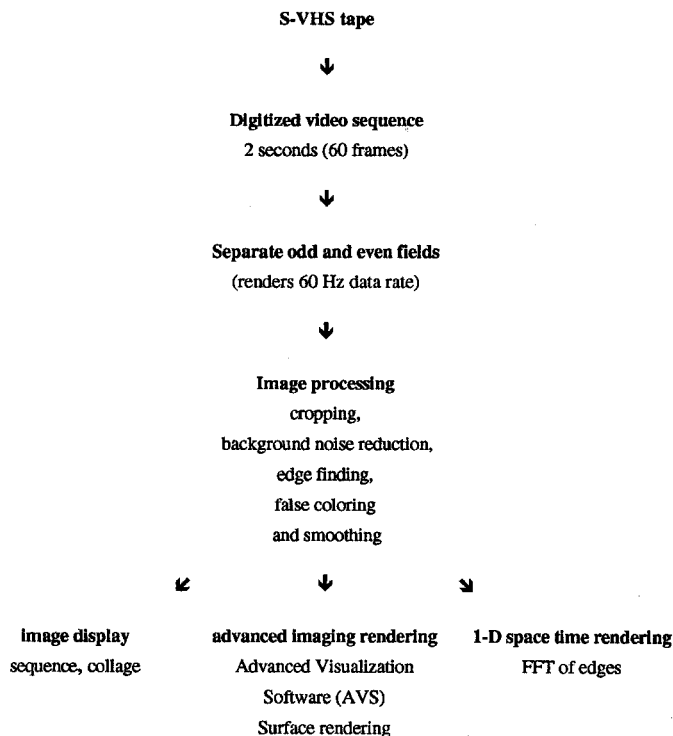 S-VHS tape
Digitized video sequence
2 seconds (60 frames)
Separate odd and even fields
(renders 60 Hz data rate)
Image processing
cropping,
background noise reduction,
edge finding,
false coloring
and smoothing
image display
sequence, collage
advanced imaging rendering
Advanced Visualization
Software (AVS)
Surface rendering
1-D space time rendering
FFT of edges